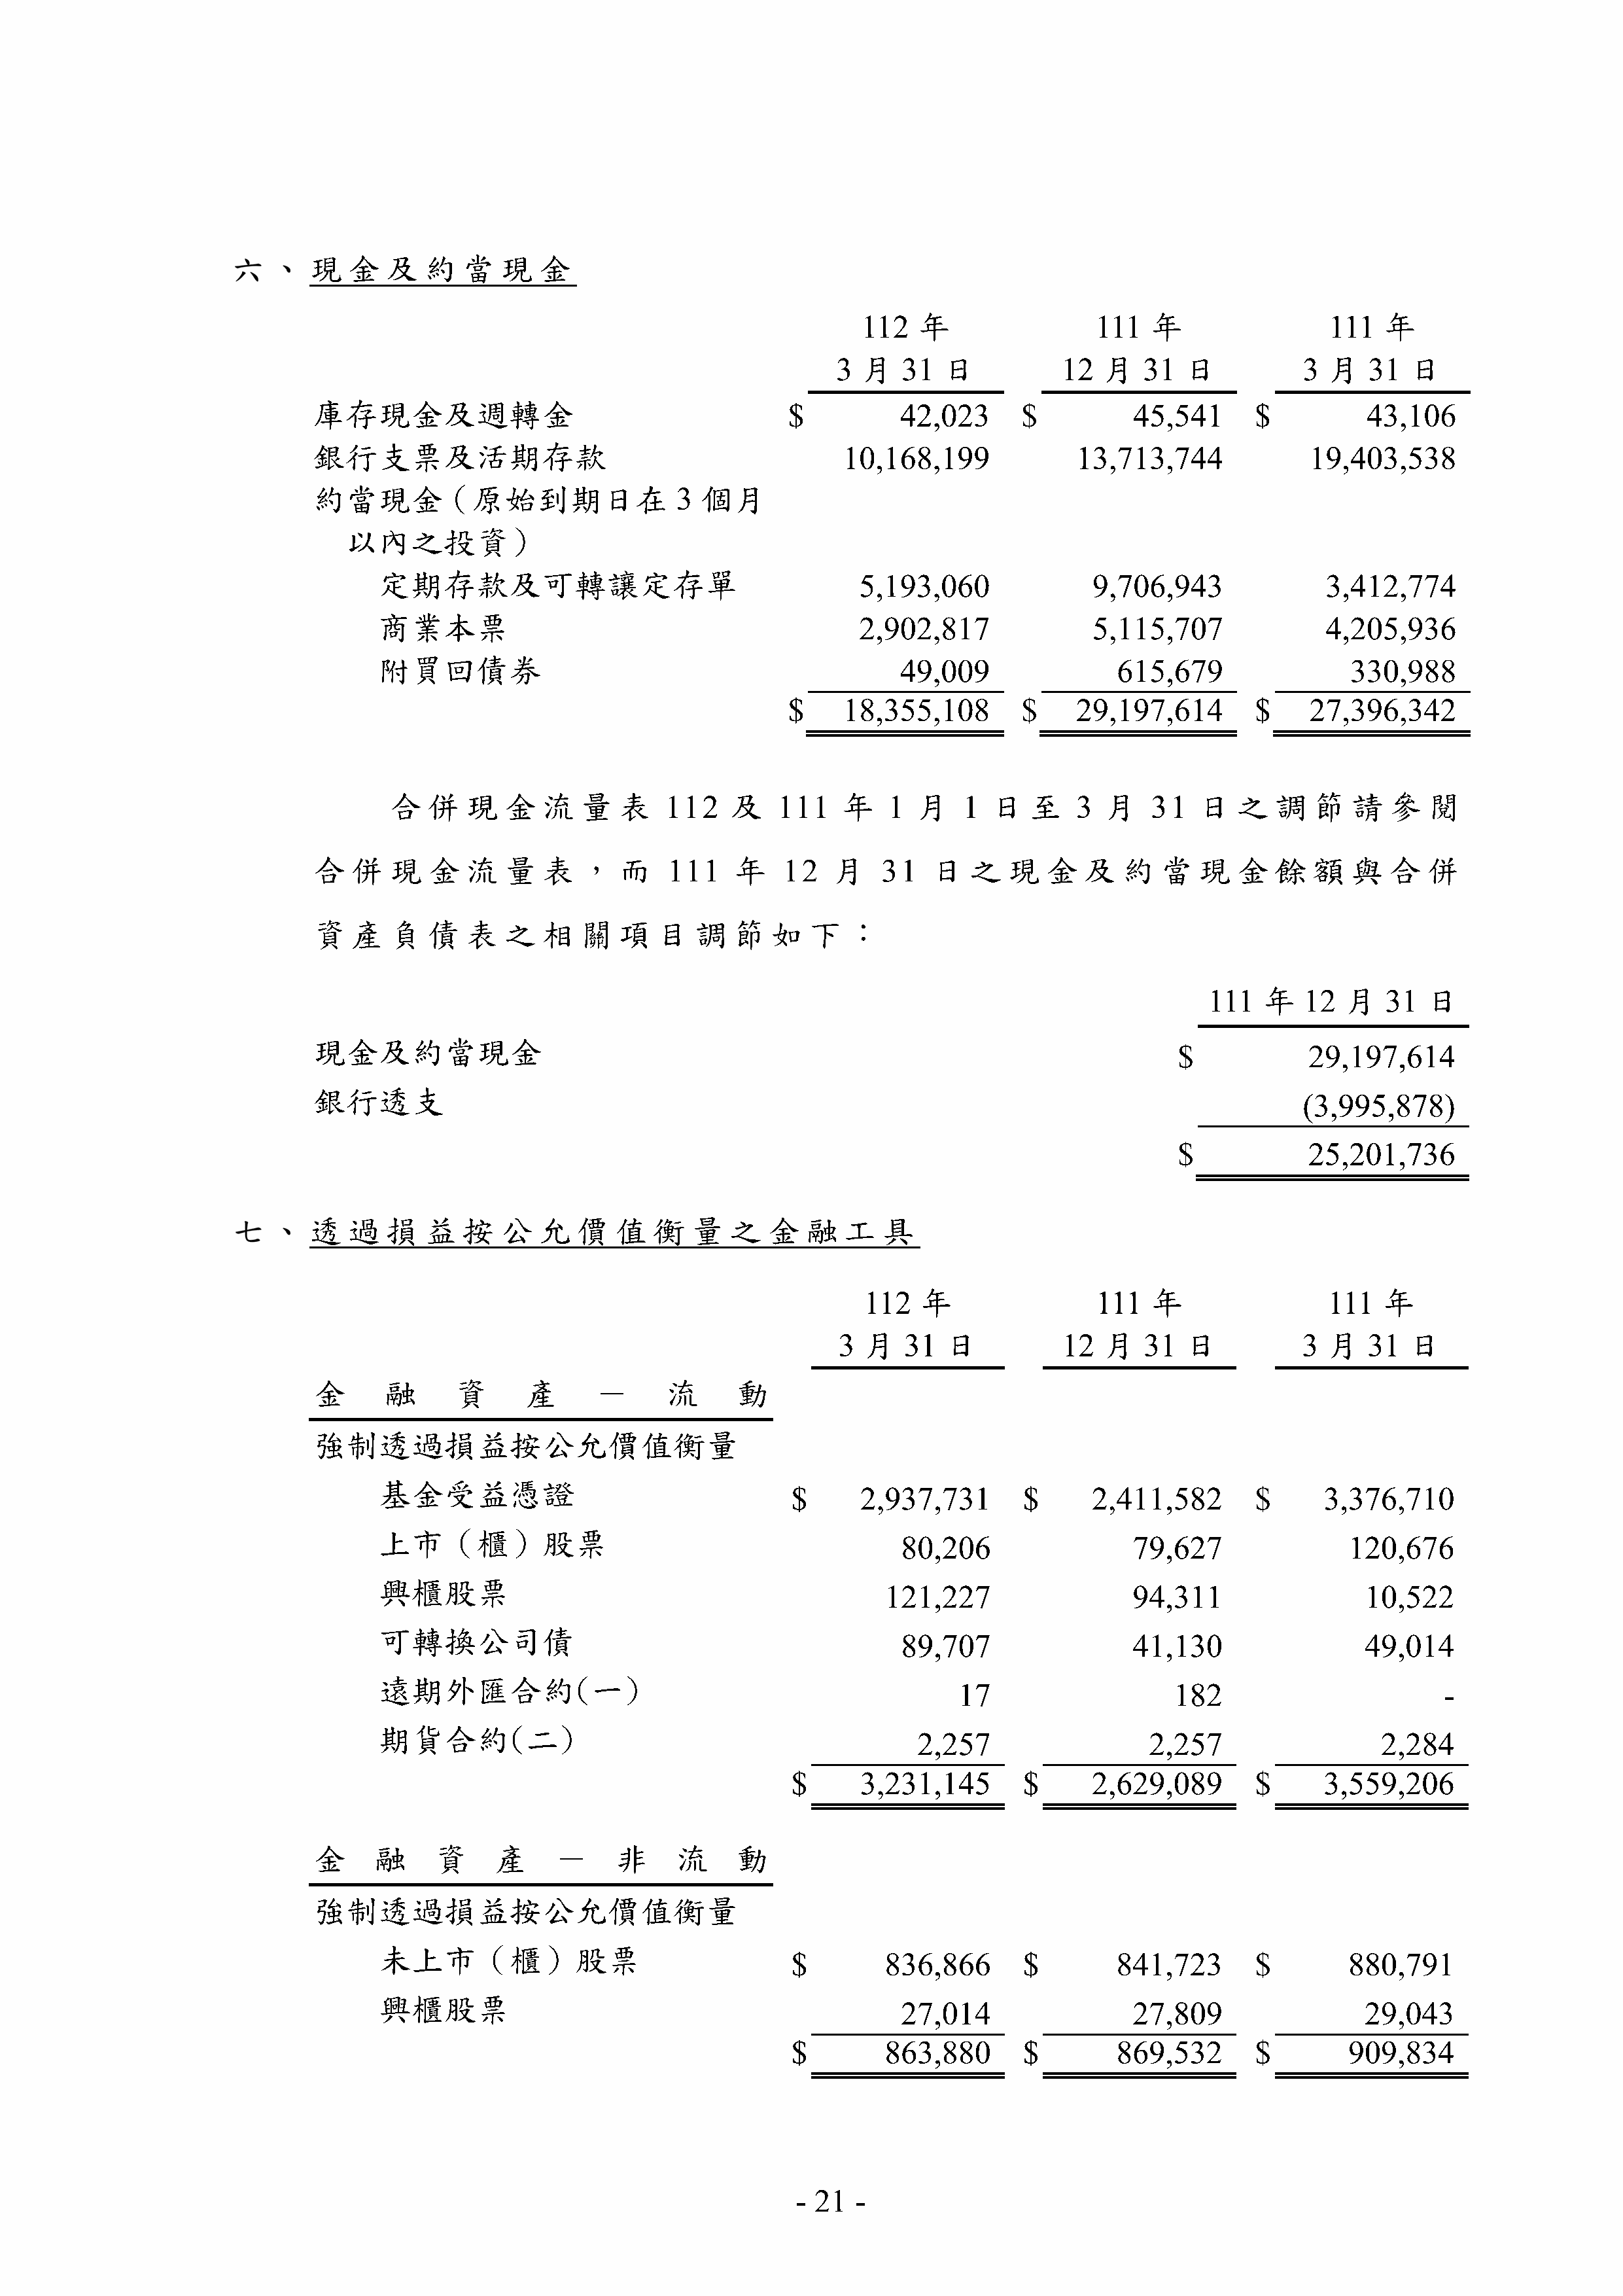 六、現金及約當現金
112 年 111 年 111 年
3 月 31 日 12 月 31 日 3 月 31 日
庫存現金及週轉金 $ 42,023 $ 45,541 $ 43,106
銀行支票及活期存款 10,168,199 13,713,744 19,403,538
約當現金（原始到期日在 3 個月
以內之投資）
定期存款及可轉讓定存單 5,193,060 9,706,943 3,412,774
商業本票 2,902,817 5,115,707 4,205,936
附買回債券 49,009 615,679 330,988
$ 18,355,108 $ 29,197,614 $ 27,396,342
合併現金流量表 112 及 111 年 1 月 1 日至 3 月 31 日之調節請參閱
合併現金流量表，而 111 年 12 月 31 日之現金及約當現金餘額與合併
資產負債表之相關項目調節如下：
111 年 12 月 31 日
現金及約當現金 $ 29,197,614
銀行透支 (3,995,878)
$ 25,201,736
七、透過損益按公允價值衡量之金融工具
112 年 111 年 111 年
3 月 31 日 12 月 31 日 3 月 31 日
金融資產－流動
強制透過損益按公允價值衡量
基金受益憑證 $ 2,937,731 $ 2,411,582 $ 3,376,710
上市（櫃）股票 80,206 79,627 120,676
興櫃股票 121,227 94,311 10,522
可轉換公司債 89,707 41,130 49,014
遠期外匯合約(一) 17 182 -
期貨合約(二) 2,257 2,257 2,284
$ 3,231,145 $ 2,629,089 $ 3,559,206
金融資產－非流動
強制透過損益按公允價值衡量
未上市（櫃）股票 $ 836,866 $ 841,723 $ 880,791
興櫃股票 27,014 27,809 29,043
$ 863,880 $ 869,532 $ 909,834
- 21 -